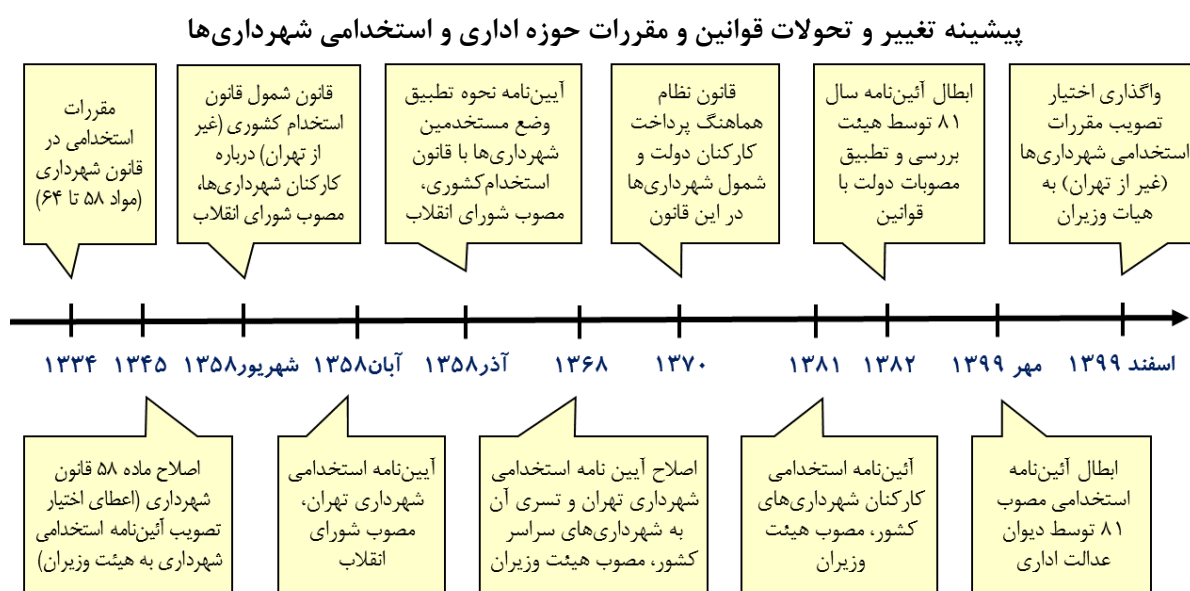 پیشینه تغییر و تحولات قوانین و مقررات حوزه اداری و استخدامی شهرداری‌ها
مقررات
استخدامی در
قانون شهرداری
(مواد ۵۸ تا ۶۴)
قانون شمول قانون
استخدام کشوری (غیر
از تهران) درباره
کارکنان شهرداری‌ها،
مصوب شورای انقلاب
آیین‌نامه نحوه تطبیق
وضع مستخدمین
شهرداری‌ها با قانون
استخدام‌کشوری،
مصوب شورای انقلاب
قانون نظام
هماهنگ پرداخت
کارکنان دولت و
شمول شهرداری‌ها
در این قانون
ابطال آئین‌نامه سال
۸۱ توسط هیئت
بررسی و تطبیق
مصوبات دولت با
قوانین
واگذاری اختیار
تصویب مقررات
استخدامی شهرداری‌ها
(غیر از تهران) به
هیات وزیران
۱۳۳۴ ۱۳۴۵ شهریور۱۳۵۸ آبان۱۳۵۸ آذر۱۳۵۸ ۱۳۶۸ ۱۳۷۰ ۱۳۸۱ ۱۳۸۲ مهر ۱۳۹۹ اسفند ۱۳۹۹
اصلاح ماده ۵۸ قانون
شهرداری (اعطای اختیار
تصویب آئین‌نامه استخدامی
شهرداری به هیئت وزیران)
آیین‌نامه استخدامی
شهرداری تهران،
مصوب شورای
انقلاب
اصلاح آیین نامه استخدامی
شهرداری تهران و تسری آن
به شهرداری‌های سراسر
کشور، مصوب هیئت وزیران
آئین‌نامه استخدامی
کارکنان شهرداری‌های
کشور، مصوب هیئت
وزیران
ابطال آئین‌نامه
استخدامی مصوب
۸۱ توسط دیوان
عدالت اداری